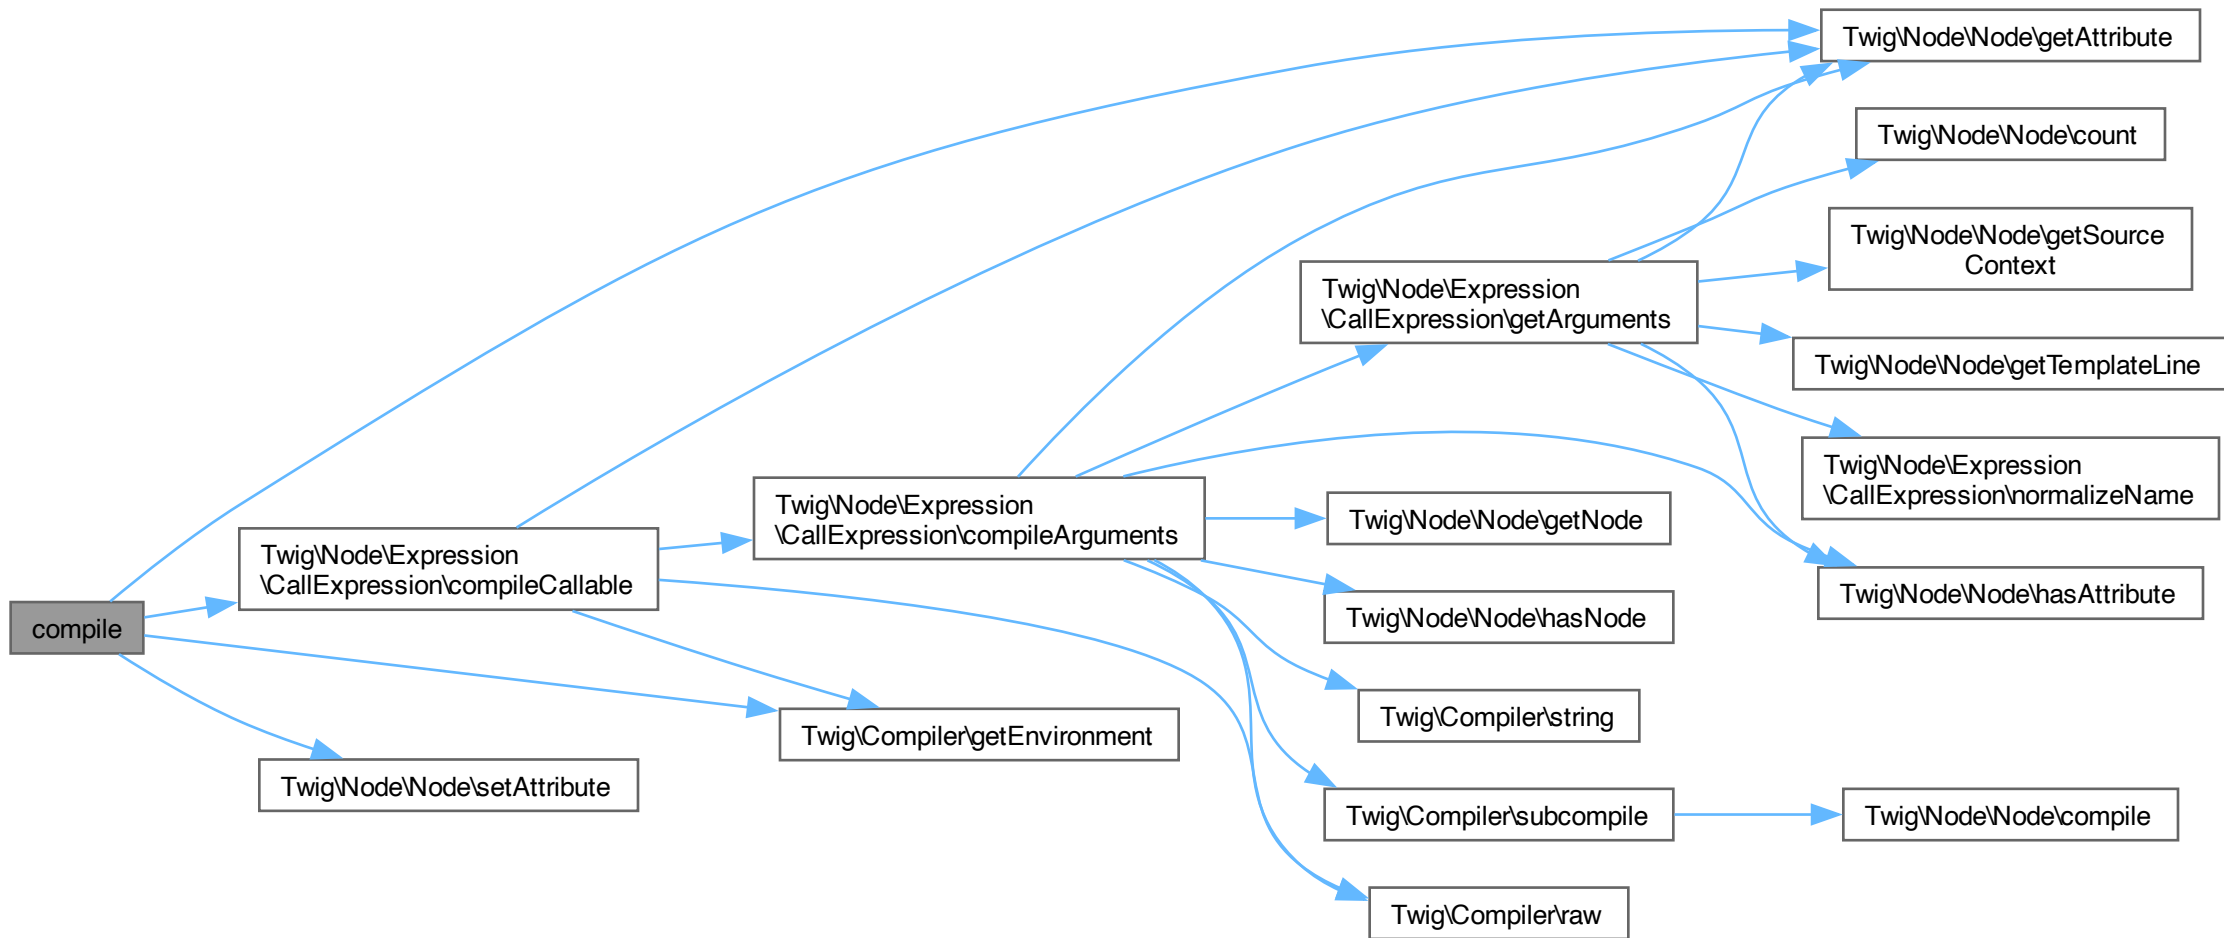 compile
Twig\Node\Expression
\CallExpression\compileCallable
Twig\Node\Node\setAttribute
Twig\Node\Expression
\CallExpression\compileArguments
Twig\Compiler\getEnvironment
Twig\Node\Expression
\CallExpression\getArguments
Twig\Node\Node\getNode
Twig\Node\Node\hasNode
Twig\Compiler\string
Twig\Compiler\subcompile
Twig\Compiler\raw
Twig\Node\Node\getAttribute
Twig\Node\Node\count
Twig\Node\Node\getSource
Context
Twig\Node\Node\getTemplateLine
Twig\Node\Expression
\CallExpression\normalizeName
Twig\Node\Node\hasAttribute
Twig\Node\Node\compile